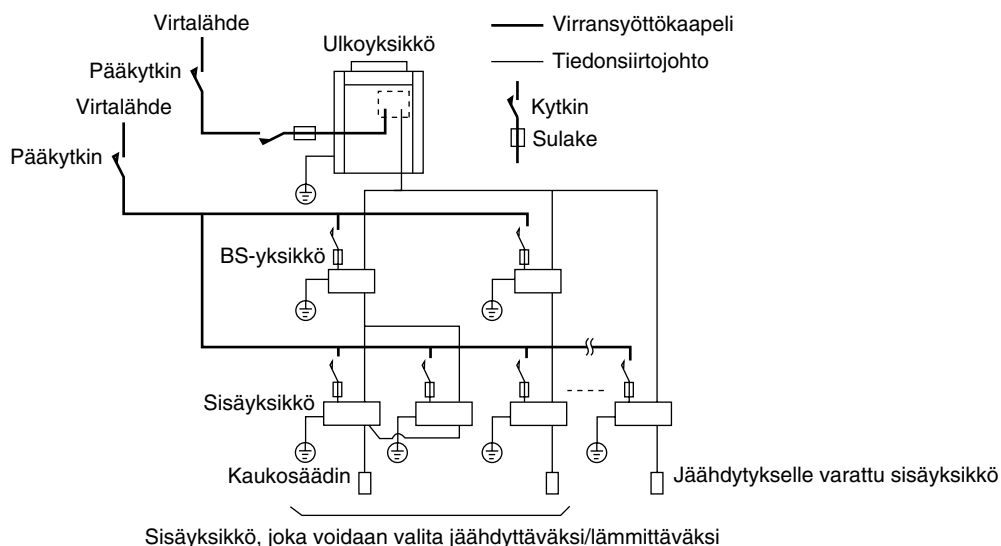 Virtalähde
Ulkoyksikkö
Virransyöttökaapeli
Pääkytkin
Tiedonsiirtojohto
Virtalähde
Kytkin
Sulake
Pääkytkin
BS-yksikkö
Sisäyksikkö
Kaukosäädin
Jäähdytykselle varattu sisäyksikkö
Sisäyksikkö, joka voidaan valita jäähdyttäväksi/lämmittäväksi